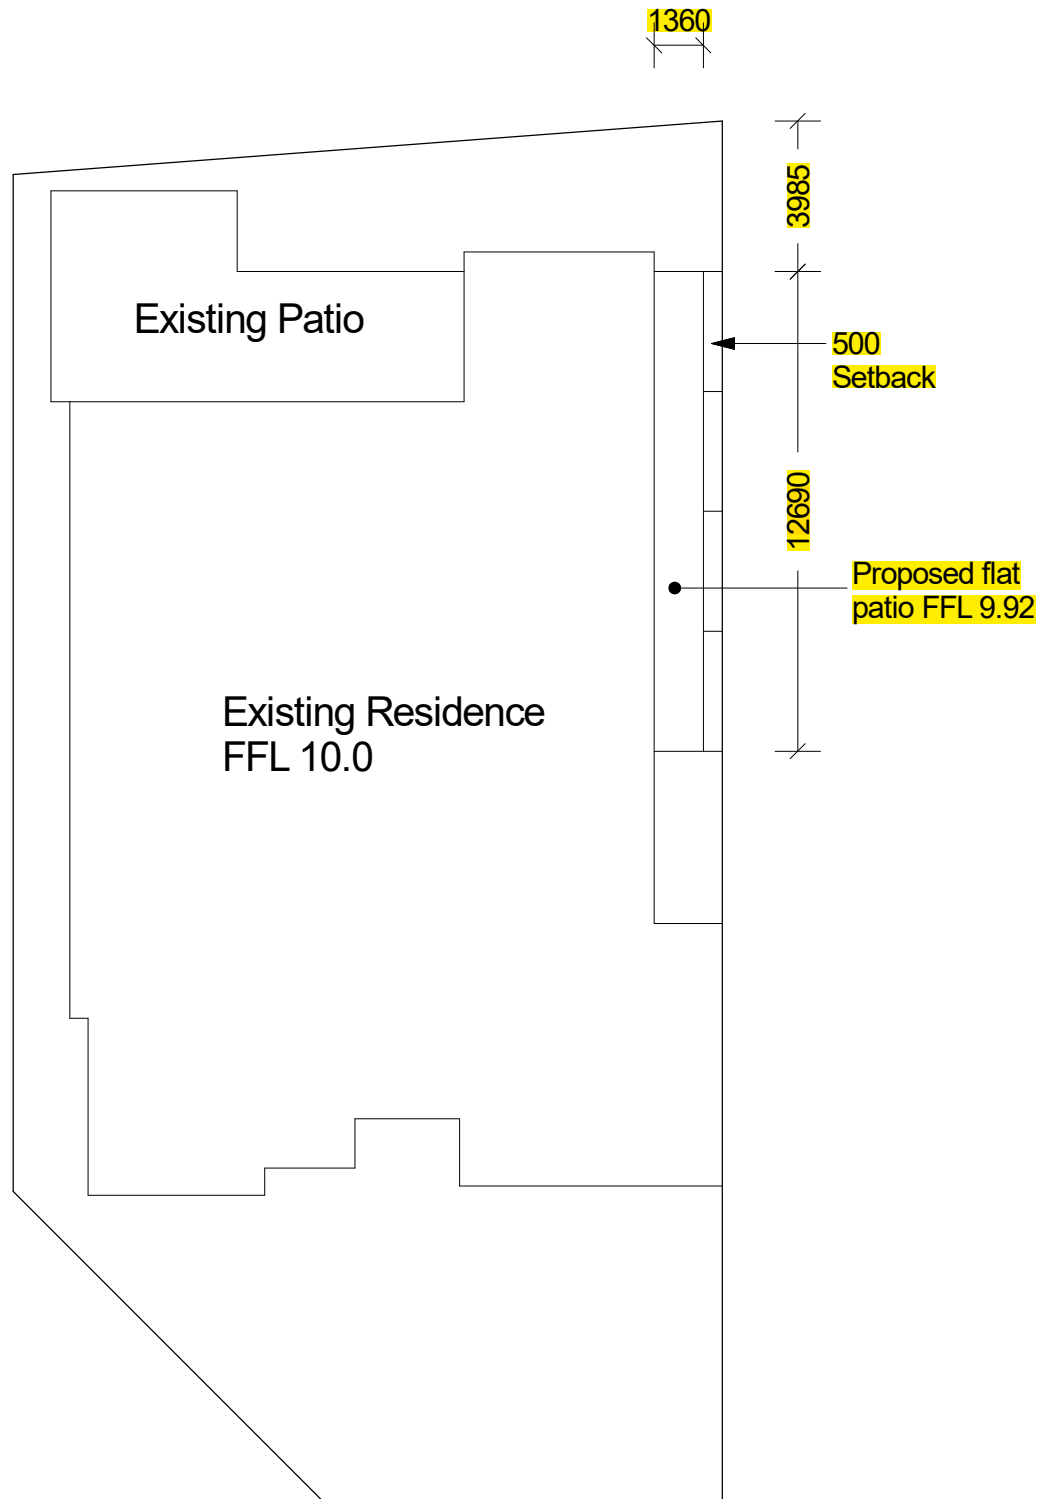 1360
3985
Existing Patio
500
Setback
12690
Proposed flat
patio FFL 9.92
Existing Residence
FFL 10.0